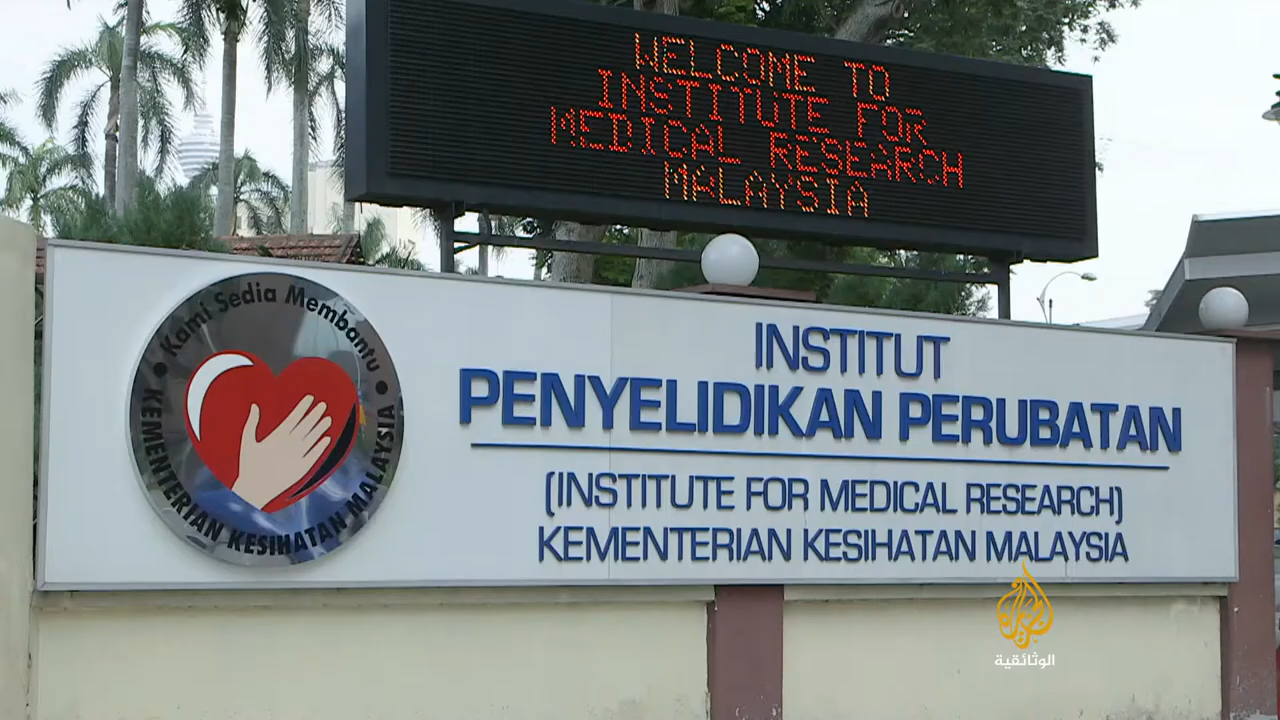 WELCOME TO
INSTITUTE FOR
MEDICAL RESEARCH
MALAYSIA
Kami Sedia Membantu
KEMENTERIAN KESIHATAN MALAYSIA
INSTITUT
PENYELIDIKAN PERUBATAN
(INSTITUTE FOR MEDICAL RESEARCH)
KEMENTERIAN KESIHATAN MALAYSIA
الجزيرة
الوثائقية